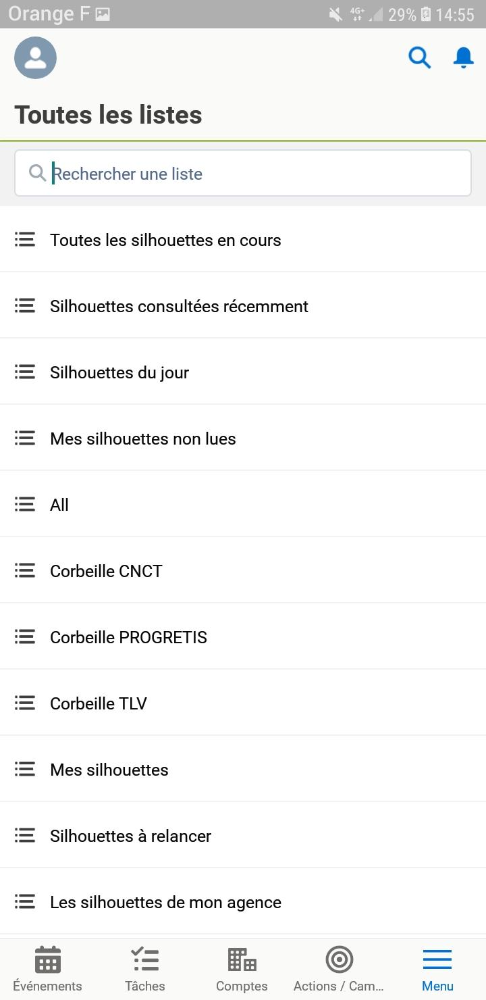 Orange F
4G+ 29% 14:55
Toutes les listes
Rechercher une liste
Toutes les silhouettes en cours
Silhouettes consultées récemment
Silhouettes du jour
Mes silhouettes non lues
All
Corbeille CNCT
Corbeille PROGRETIS
Corbeille TLV
Mes silhouettes
Silhouettes à relancer
Les silhouettes de mon agence
Événements
Tâches
Comptes
Actions / Cam...
Menu